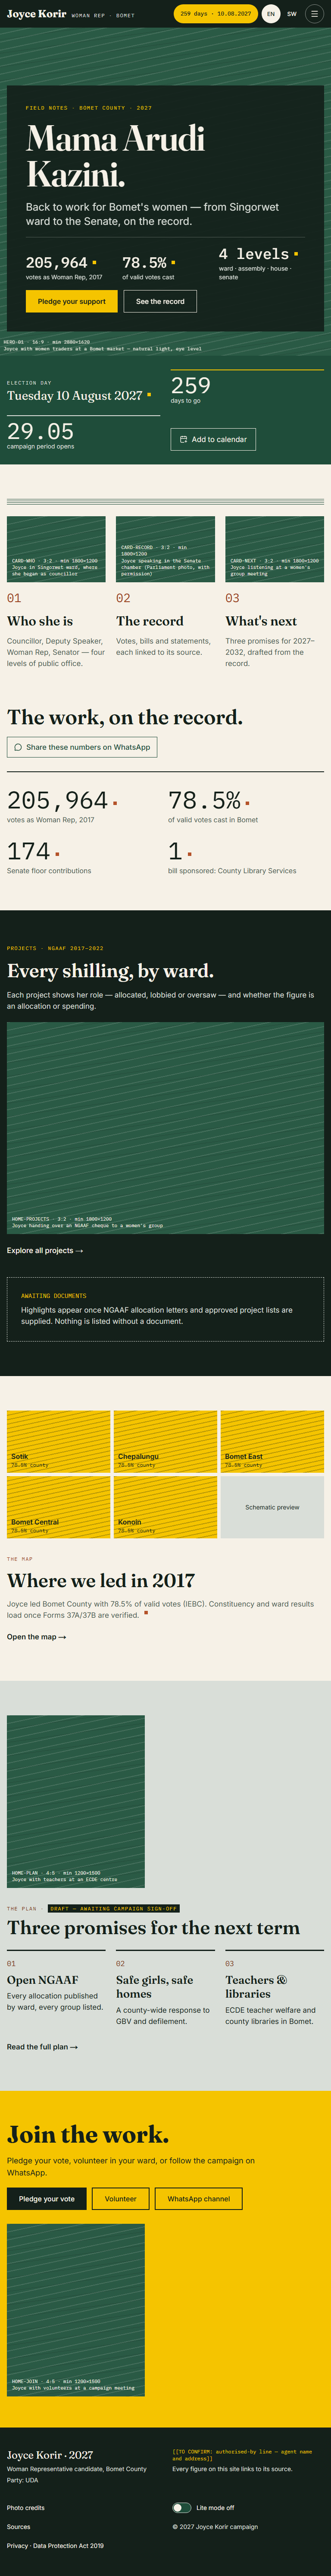 Joyce Korir WOMAN REP · BOMET
259 days · 10.08.2027
EN
SW
FIELD NOTES · BOMET COUNTY · 2027
Mama Arudi
Kazini.
Back to work for Bomet's women — from Singorwet
ward to the Senate, on the record.
205,964
votes as Woman Rep, 2017
78.5%
of valid votes cast
4 levels
ward · assembly · house ·
senate
Pledge your support
See the record
HERO-01 · 16:9 · min 2880×1620
Joyce with women traders at a Bomet market — natural light, eye level
ELECTION DAY
Tuesday 10 August 2027
259
days to go
29.05
campaign period opens
Add to calendar
CARD-WHO · 3:2 · min 1800×1200
Joyce in Singorwet ward, where
she began as councillor
CARD-RECORD · 3:2 · min
1800×1200
Joyce speaking in the Senate
chamber (Parliament photo, with
permission)
CARD-NEXT · 3:2 · min 1800×1200
Joyce listening at a women's
group meeting
01
Who she is
Councillor, Deputy Speaker,
Woman Rep, Senator — four
levels of public office.
02
The record
Votes, bills and statements,
each linked to its source.
03
What's next
Three promises for 2027–
2032, drafted from the
record.
The work, on the record.
Share these numbers on WhatsApp
205,964
votes as Woman Rep, 2017
78.5%
of valid votes cast in Bomet
174
Senate floor contributions
1
bill sponsored: County Library Services
PROJECTS · NGAAF 2017–2022
Every shilling, by ward.
Each project shows her role — allocated, lobbied or oversaw — and whether the figure is
an allocation or spending.
HOME-PROJECTS · 3:2 · min 1800×1200
Joyce handing over an NGAAF cheque to a women's group
Explore all projects →
AWAITING DOCUMENTS
Highlights appear once NGAAF allocation letters and approved project lists are
supplied. Nothing is listed without a document.
Sotik
78.5% county
Chepalungu
78.5% county
Bomet East
78.5% county
Bomet Central
78.5% county
Konoin
78.5% county
Schematic preview
THE MAP
Where we led in 2017
Joyce led Bomet County with 78.5% of valid votes (IEBC). Constituency and ward results
load once Forms 37A/37B are verified.
Open the map →
HOME-PLAN · 4:5 · min 1200×1500
Joyce with teachers at an ECDE centre
THE PLAN · DRAFT — AWAITING CAMPAIGN SIGN-OFF
Three promises for the next term
01
Open NGAAF
Every allocation published
by ward, every group listed.
02
Safe girls, safe
homes
A county-wide response to
GBV and defilement.
03
Teachers &
libraries
ECDE teacher welfare and
county libraries in Bomet.
Read the full plan →
Join the work.
Pledge your vote, volunteer in your ward, or follow the campaign on
WhatsApp.
Pledge your vote
Volunteer
WhatsApp channel
HOME-JOIN · 4:5 · min 1200×1500
Joyce with volunteers at a campaign meeting
Joyce Korir · 2027
Woman Representative candidate, Bomet County
Party: UDA
[[TO CONFIRM: authorised-by line — agent name
and address]]
Every figure on this site links to its source.
Photo credits
Sources
Privacy · Data Protection Act 2019
Lite mode off
© 2027 Joyce Korir campaign